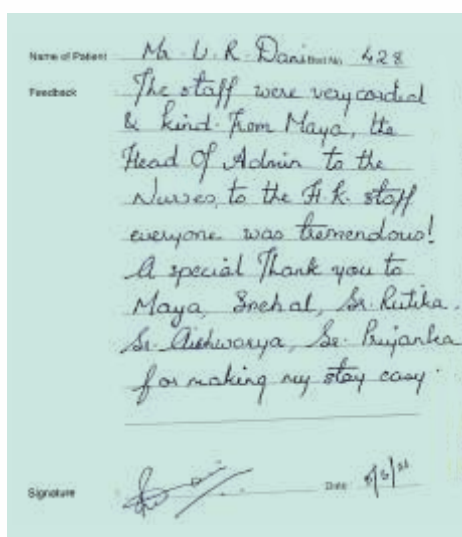 Name of Patient Mr U. R. Dani Bed No. 428
Feedback The staff were very cordial
& kind. From Maya, the
Head Of Admin to the
Nurses, to the H.K. staff
everyone was tremendous!
A special Thank you to
Maya, Snehal, Sr. Rutika,
Sr. Aishwarya, Sr. Priyanka
for making my stay easy.
Signature Date